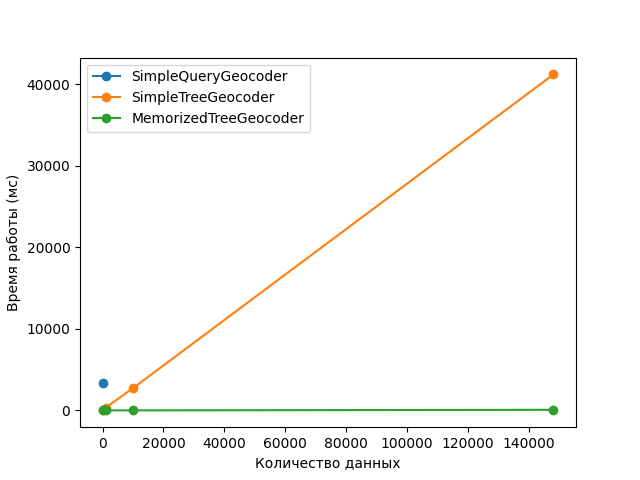 SimpleQueryGeocoder
SimpleTreeGeocoder
MemorizedTreeGeocoder
40000
30000
20000
10000
0
Время работы (мс)
0 20000 40000 60000 80000 100000 120000 140000
Количество данных